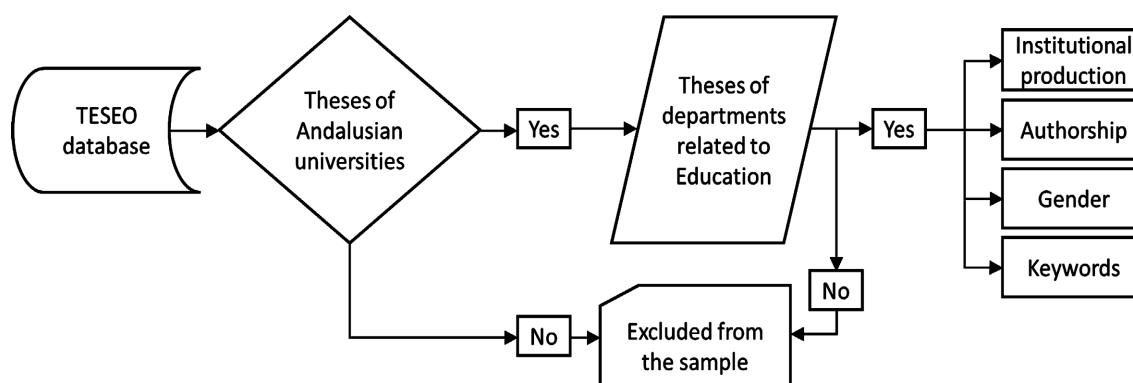 TESEO
database
Theses of
Andalusian
universities
Yes
Theses of
departments
related to
Education
Yes
Institutional
production
Authorship
Gender
Keywords
No
No
Excluded from
the sample